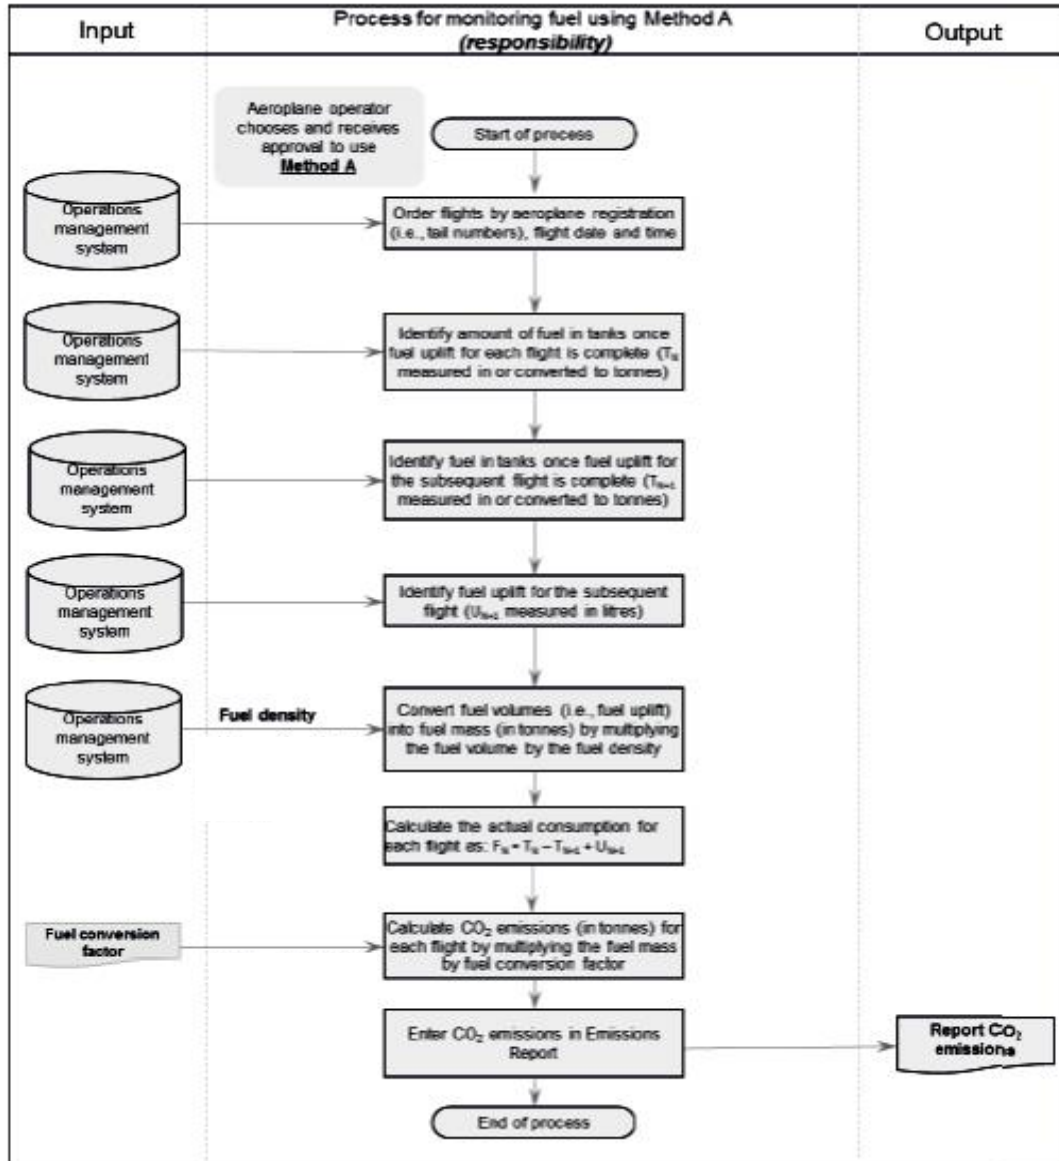 Input
Process for monitoring fuel using Method A
(responsibility)
Output
Aeroplane operator
chooses and receives
approval to use
Method A
Start of process
Operations
management
system
Order flights by aeroplane registration
(i.e., tail numbers), flight date and time
Operations
management
system
Identify amount of fuel in tanks once
fuel uplift for each flight is complete (T_N
measured in or converted to tonnes)
Operations
management
system
Identify fuel in tanks once fuel uplift for
the subsequent flight is complete (T_N+1
measured in or converted to tonnes)
Operations
management
system
Identify fuel uplift for the subsequent
flight (U_N+1 measured in litres)
Operations
management
system
Fuel density
Convert fuel volumes (i.e., fuel uplift)
into fuel mass (in tonnes) by multiplying
the fuel volume by the fuel density
Calculate the actual consumption for
each flight as: F_N = T_N – T_N+1 + U_N+1
Fuel conversion
factor
Calculate CO₂ emissions (in tonnes) for
each flight by multiplying the fuel mass
by fuel conversion factor
Enter CO₂ emissions in Emissions
Report
Report CO₂
emissions
End of process